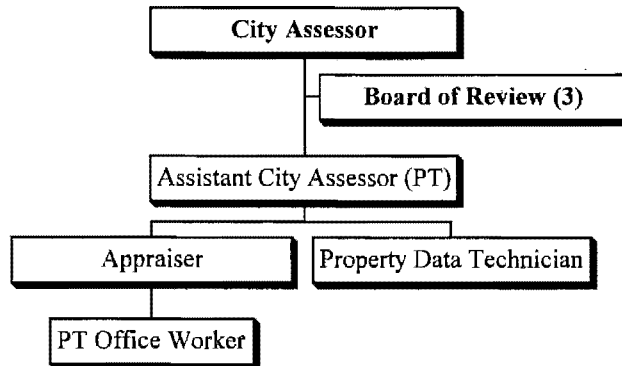 City Assessor
Board of Review (3)
Assistant City Assessor (PT)
Appraiser
Property Data Technician
PT Office Worker